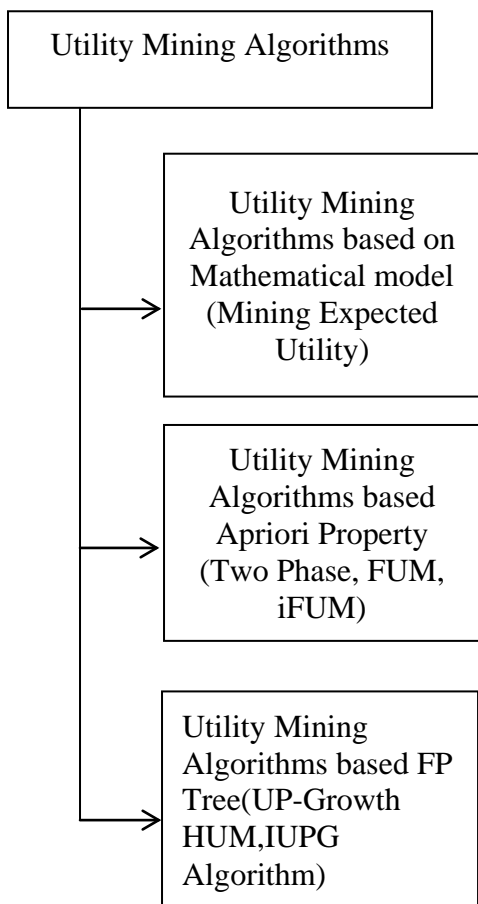 Utility Mining Algorithms
Utility Mining
Algorithms based on
Mathematical model
(Mining Expected
Utility)
Utility Mining
Algorithms based
Apriori Property
(Two Phase, FUM,
iFUM)
Utility Mining
Algorithms based FP
Tree(UP-Growth
HUM,IUPG
Algorithm)